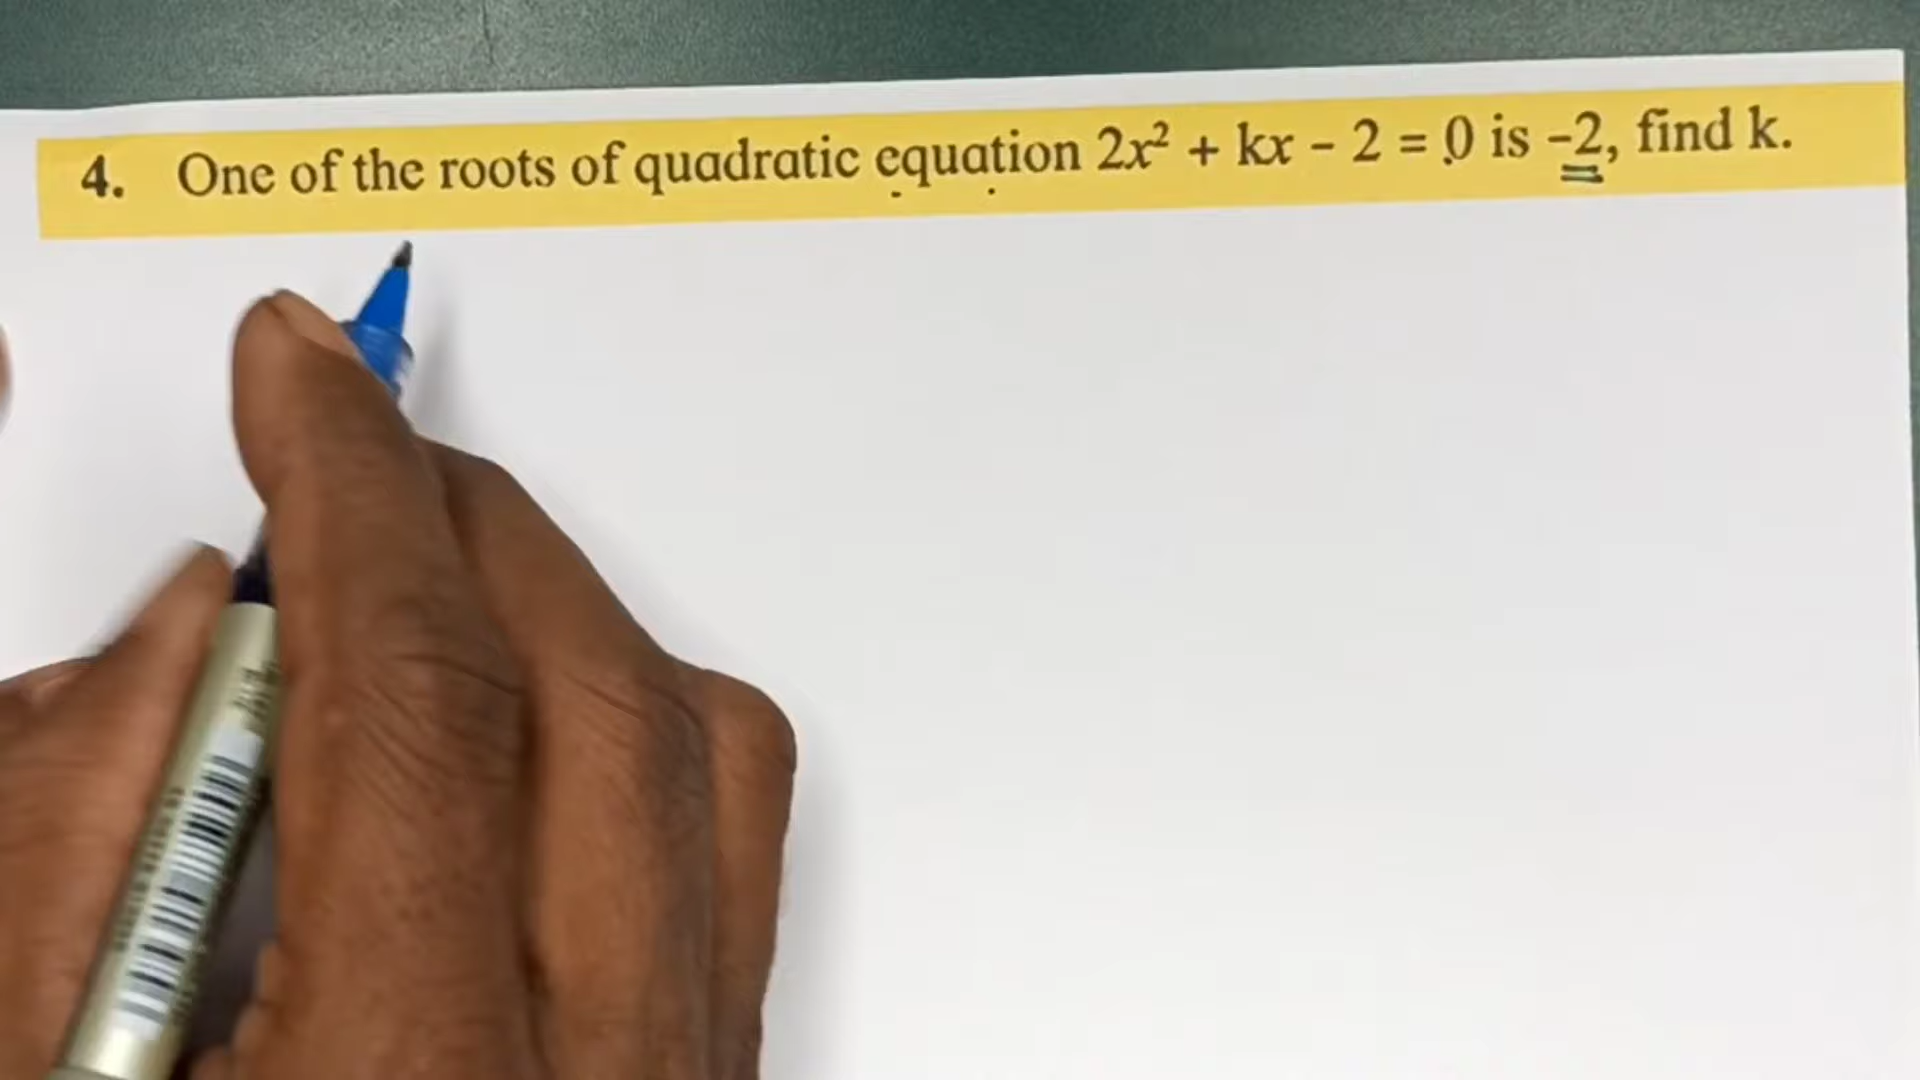 4. One of the roots of quadratic equation 2x² + kx - 2 = 0 is -2, find k.